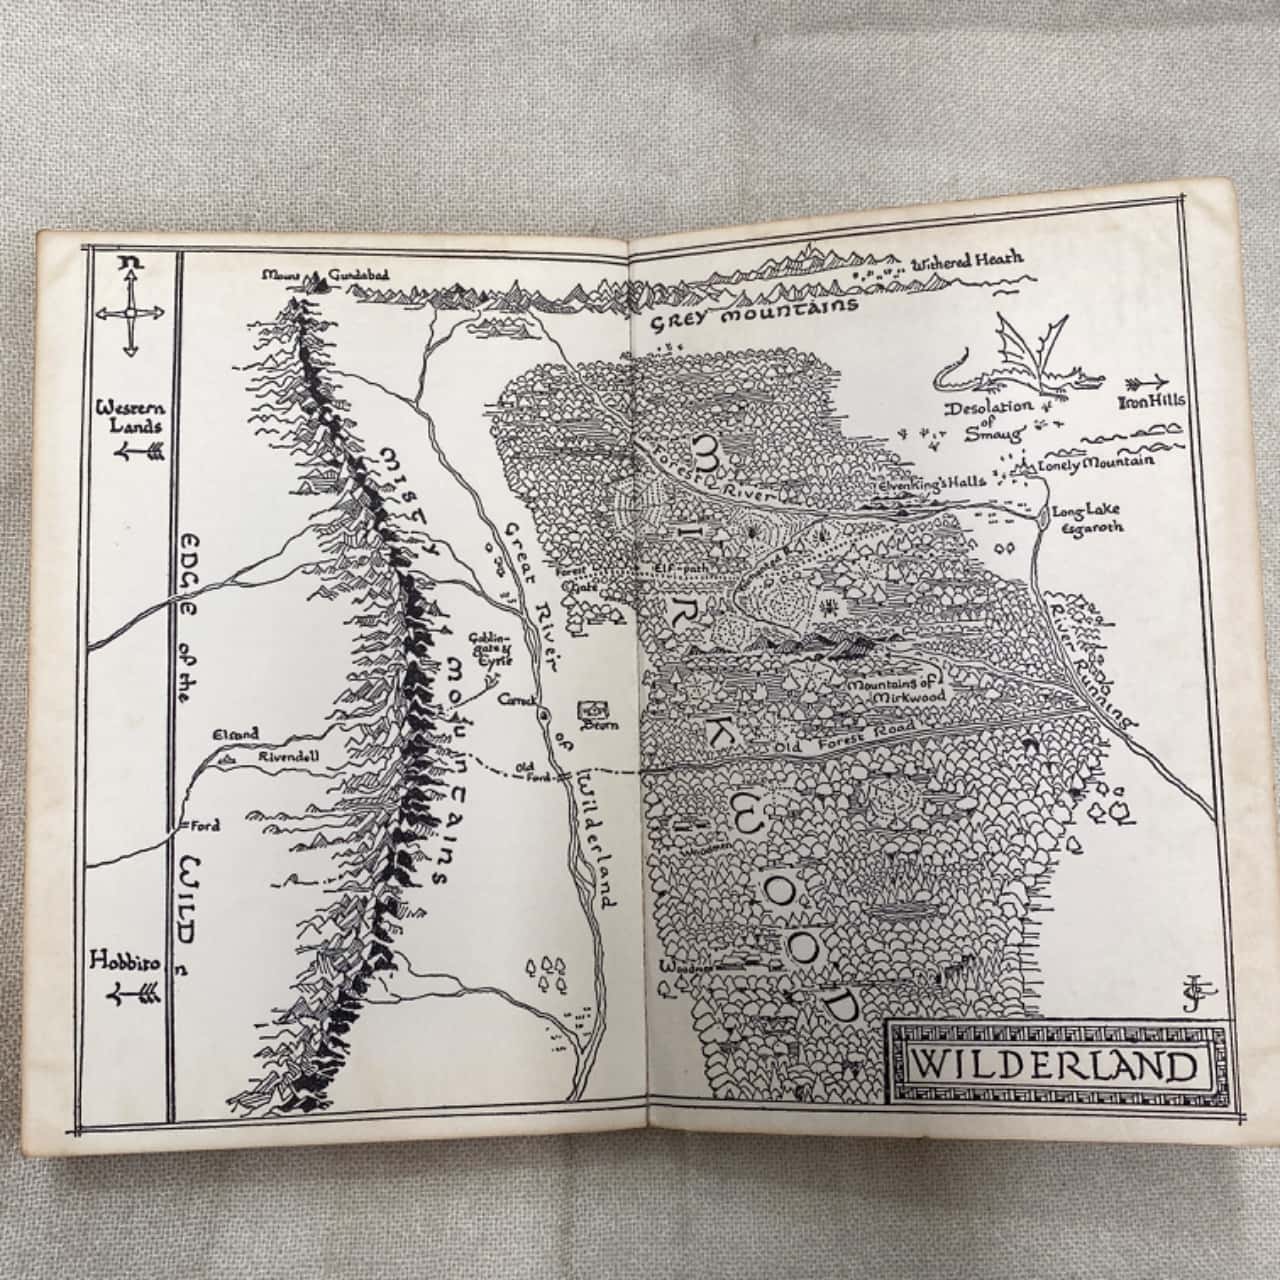 n
Mount Gundabad
Withered Heath
GREY MOUNTAINS
Western
Lands
Desolation
of
Smaug
Iron Hills
MISTY
MOUNTAINS
Forest River
ElvenKing's Halls
Lonely Mountain
Long Lake
Esgaroth
EDGE of the WILD
Great River of Wilderland
MIRKWOOD
Forest
Gate
Elf-path
Enchanted River
Goblin-
gate &
Eyrie
Carrock
Beorn
Mountains of
Mirkwood
River Running
Elrond
Rivendell
Old
Ford
Old Forest Road
Ford
Woodmen
Hobbiton
Woodmen
WILDERLAND